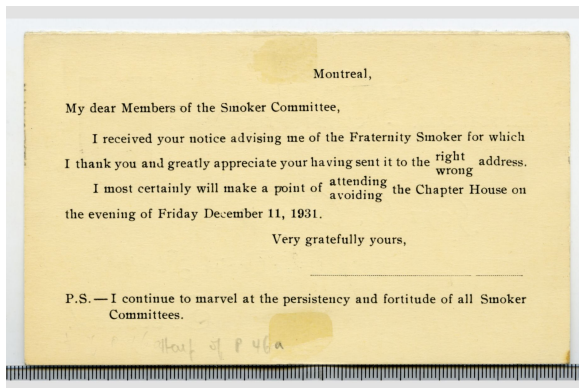 Montreal,
My dear Members of the Smoker Committee,
I received your notice advising me of the Fraternity Smoker for which
I thank you and greatly appreciate your having sent it to the right wrong address.
I most certainly will make a point of attending avoiding the Chapter House on
the evening of Friday December 11, 1931.
Very gratefully yours,
P.S.—I continue to marvel at the persistency and fortitude of all Smoker
Committees.
of P 46a